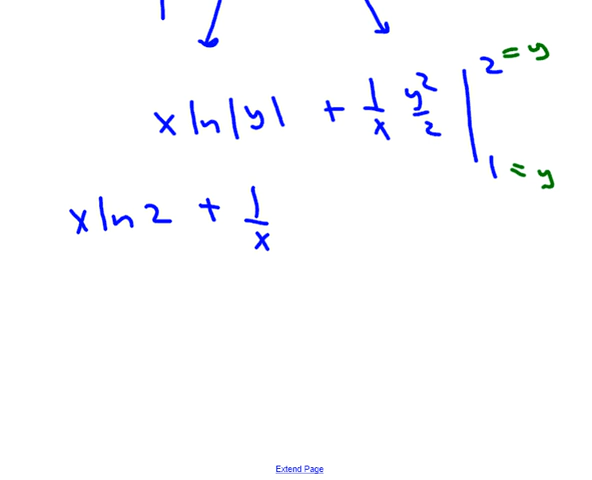 x ln|y| + 1/x y²/2 | 2 = y
1 = y
x ln 2 + 1/x
Extend Page